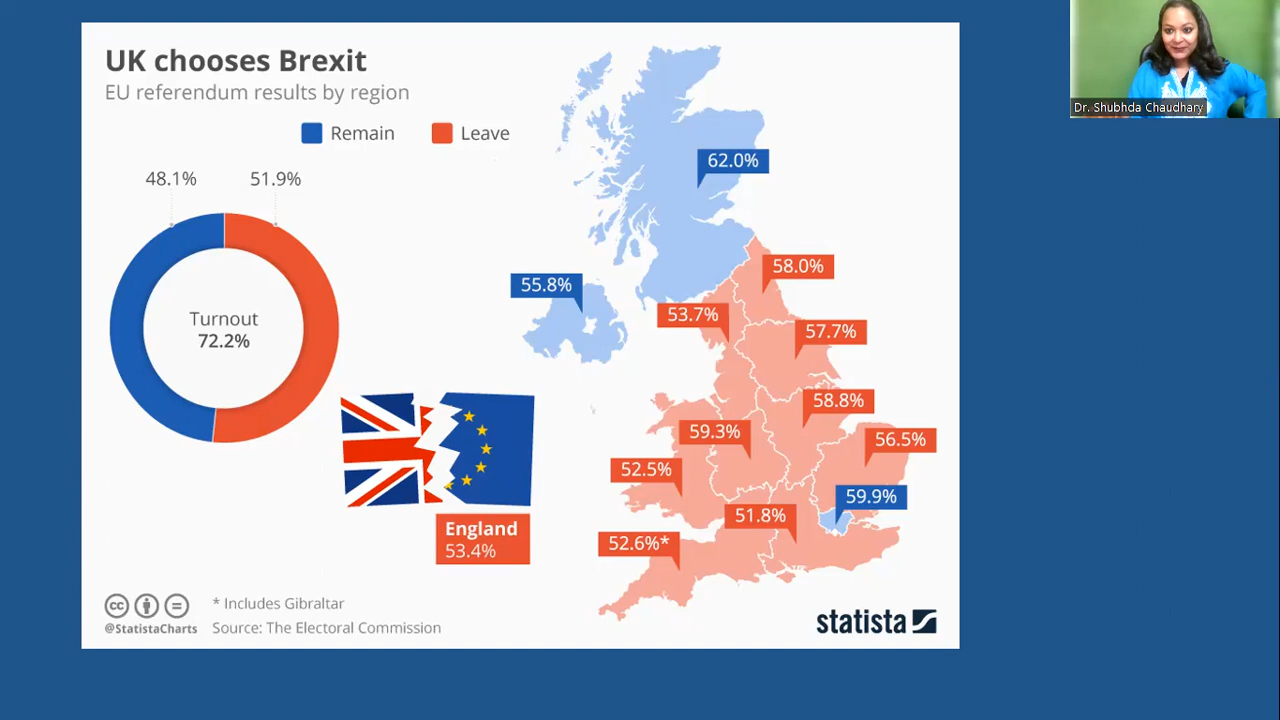 UK chooses Brexit
EU referendum results by region
Remain
Leave
48.1%
51.9%
Turnout
72.2%
62.0%
58.0%
55.8%
53.7%
57.7%
58.8%
59.3%
56.5%
52.5%
59.9%
51.8%
52.6%*
England
53.4%
* Includes Gibraltar
@StatistaCharts
Source: The Electoral Commission
cc
statista
Dr. Shubhda Chaudhary